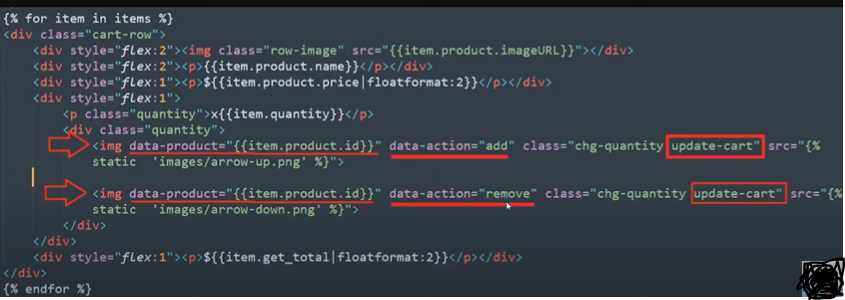 {% for item in items %}
<div class="cart-row">
<div style="flex:2"><img class="row-image" src="{{item.product.imageURL}}"></div>
<div style="flex:2"><p>{{item.product.name}}</p></div>
<div style="flex:1"><p>${{item.product.price|floatformat:2}}</p></div>
<div style="flex:1">
<p class="quantity">x{{item.quantity}}</p>
<div class="quantity">
<img data-product="{{item.product.id}}" data-action="add" class="chg-quantity update-cart" src="{%
static  'images/arrow-up.png' %}">
<img data-product="{{item.product.id}}" data-action="remove" class="chg-quantity update-cart" src="{%
static  'images/arrow-down.png' %}">
</div>
</div>
<div style="flex:1"><p>${{item.get_total|floatformat:2}}</p></div>
</div>
{% endfor %}